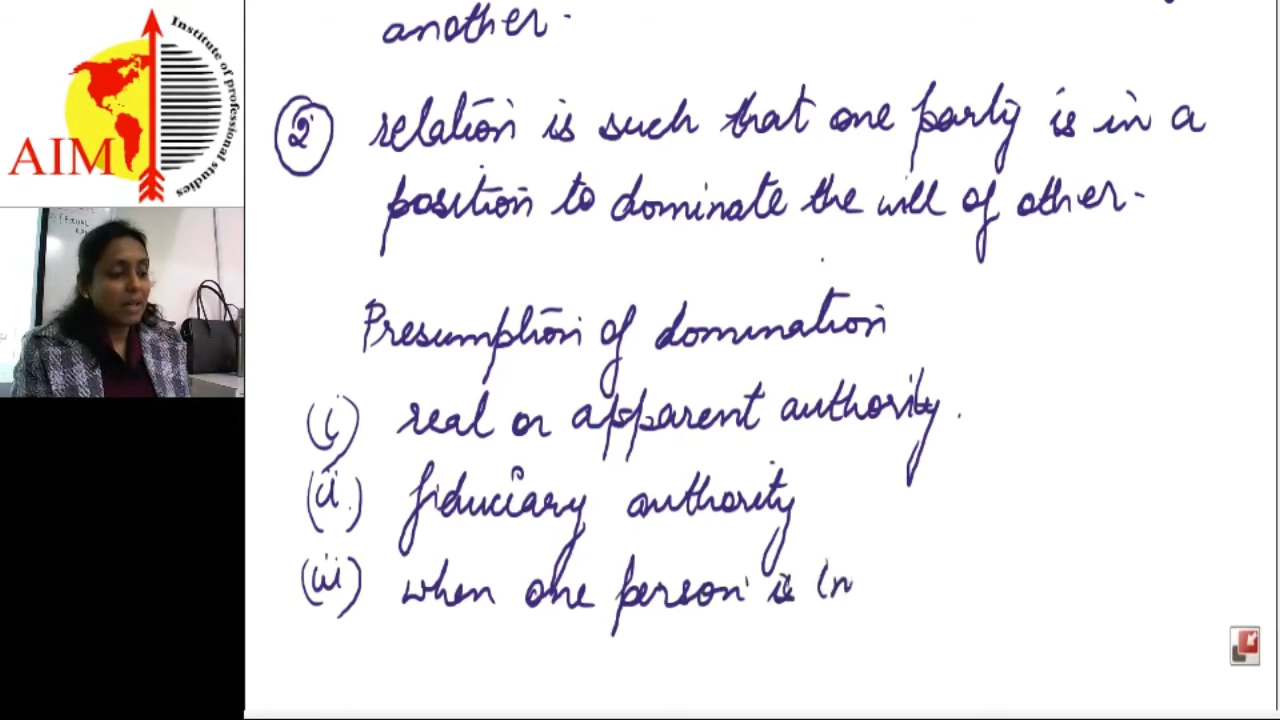 Institute of professional studies
AIM
another.
② relation is such that one party is in a
position to dominate the will of other.
Presumption of domination
(i) real or apparent authority.
(ii) fiduciary authority
(iii) when one person is in